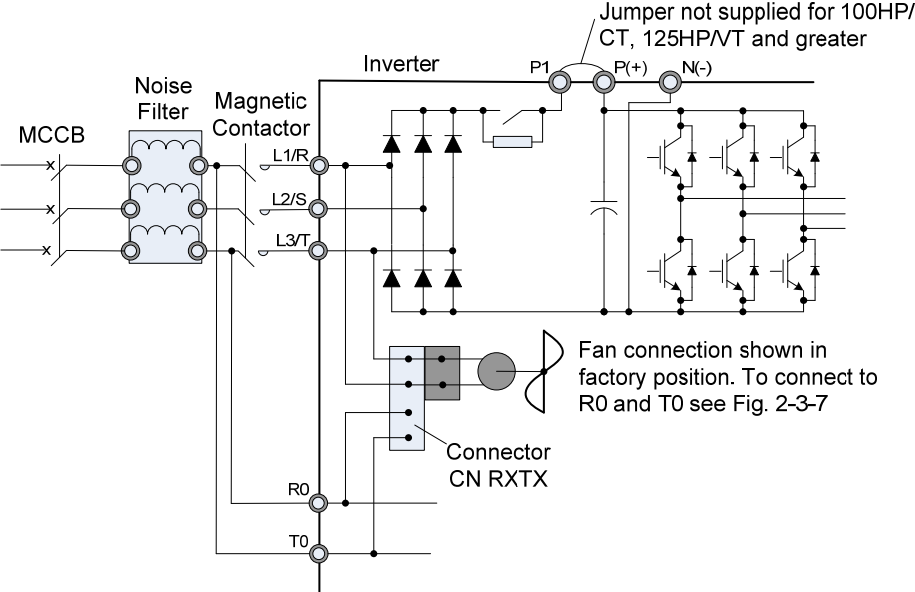 Jumper not supplied for 100HP/
CT, 125HP/VT and greater
Inverter
P1
P(+)
N(-)
Noise
Filter
Magnetic
Contactor
MCCB
L1/R
L2/S
L3/T
x
x
x
Fan connection shown in
factory position. To connect to
R0 and T0 see Fig. 2-3-7
Connector
CN RXTX
R0
T0